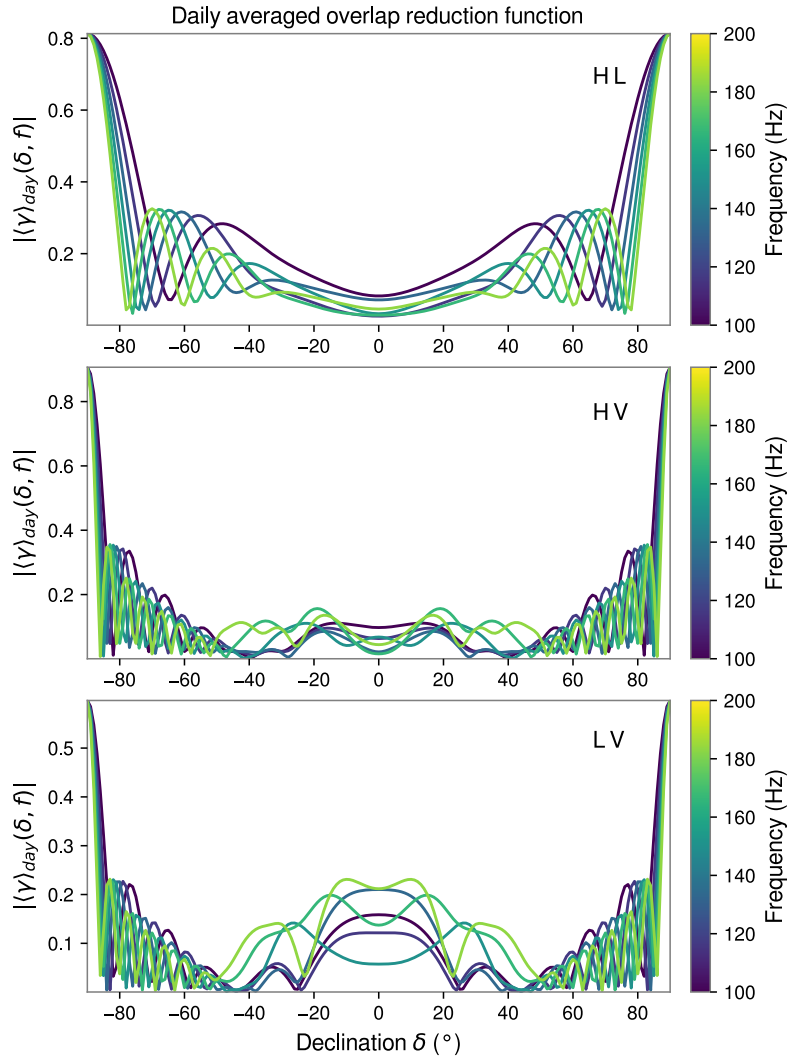 Daily averaged overlap reduction function
0.8
0.6
0.4
0.2
|⟨γ⟩day(δ, f)|
H L
−80 −60 −40 −20 0 20 40 60 80
200
180
160
140
120
100
Frequency (Hz)
0.8
0.6
0.4
0.2
|⟨γ⟩day(δ, f)|
H V
−80 −60 −40 −20 0 20 40 60 80
200
180
160
140
120
100
Frequency (Hz)
0.5
0.4
0.3
0.2
0.1
|⟨γ⟩day(δ, f)|
L V
−80 −60 −40 −20 0 20 40 60 80
Declination δ (°)
200
180
160
140
120
100
Frequency (Hz)